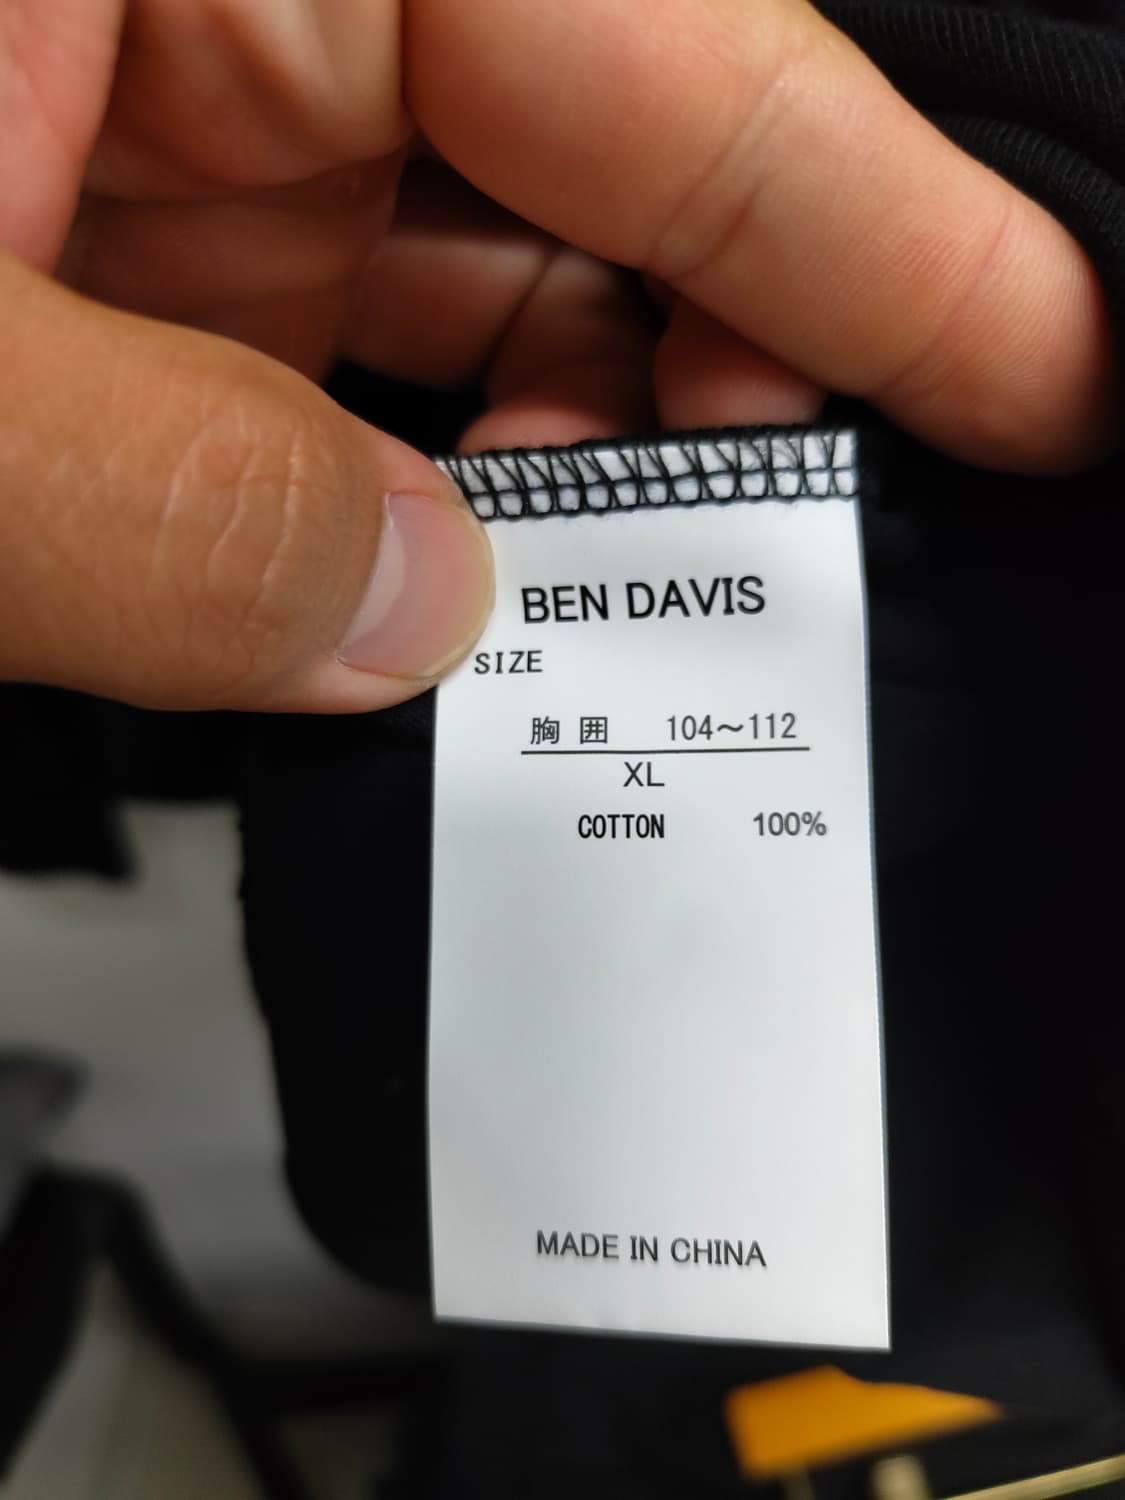 BEN DAVIS
SIZE
胸 囲 104～112
XL
COTTON 100%
MADE IN CHINA